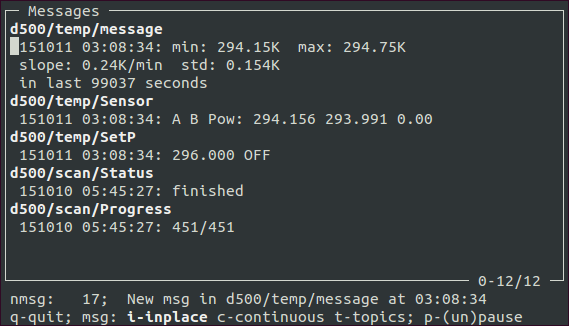 Messages
d500/temp/message
151011 03:08:34: min: 294.15K  max: 294.75K
slope: 0.24K/min  std: 0.154K
in last 99037 seconds
d500/temp/Sensor
151011 03:08:34: A B Pow: 294.156 293.991 0.00
d500/temp/SetP
151011 03:08:34: 296.000 OFF
d500/scan/Status
151010 05:45:27: finished
d500/scan/Progress
151010 05:45:27: 451/451
0-12/12
nmsg:   17;  New msg in d500/temp/message at 03:08:34
q-quit; msg: i-inplace c-continuous t-topics; p-(un)pause